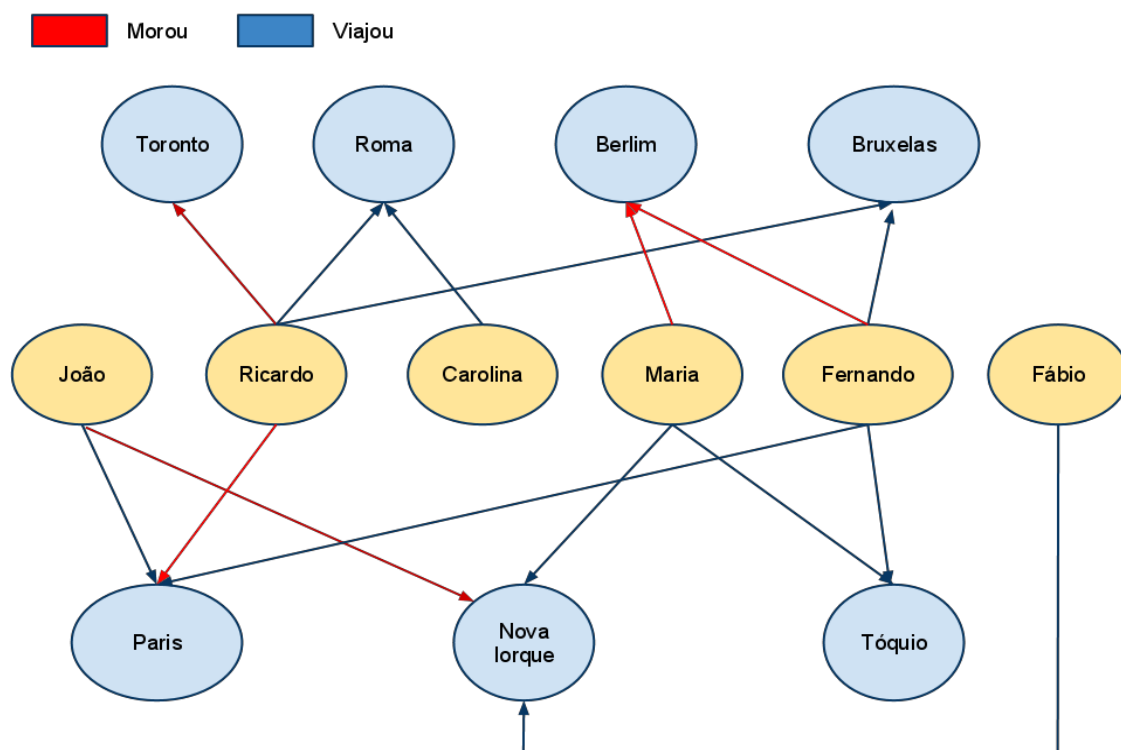 Morou
Viajou
Toronto
Roma
Berlim
Bruxelas
João
Ricardo
Carolina
Maria
Fernando
Fábio
Paris
Nova
Iorque
Tóquio